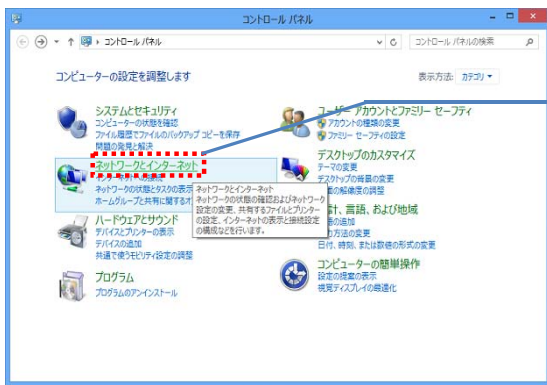 コントロール パネル
コントロール パネル
コントロール パネルの検索
コンピューターの設定を調整します
表示方法: カテゴリ
システムとセキュリティ
コンピューターの状態を確認
ファイル履歴でファイルのバックアップ コピーを保存
問題の発見と解決
ネットワークとインターネット
ネットワークの状態とタスクの表示
ホームグループと共有に関するオ
ネットワークとインターネット
ネットワークの状態の確認およびネットワーク
設定の変更、共有するファイルとプリンター
の設定、インターネットの表示と接続設定
の構成などを行います。
ハードウェアとサウンド
デバイスとプリンターの表示
デバイスの追加
共通で使うモビリティ設定の調整
プログラム
プログラムのアンインストール
ユーザー アカウントとファミリー セーフティ
アカウントの種類の変更
ファミリー セーフティの設定
デスクトップのカスタマイズ
テーマの変更
デスクトップの背景の変更
の解像度の調整
計、言語、および地域
の追加
の方法の変更
日付、時刻、または数値の形式の変更
コンピューターの簡単操作
設定の提案の表示
視覚ディスプレイの最適化